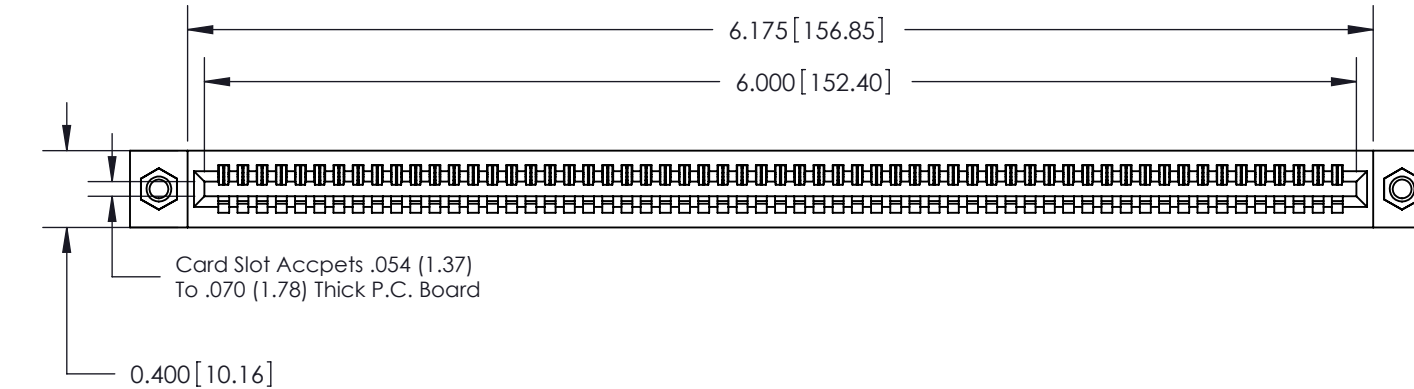 6.175[156.85]
6.000[152.40]
Card Slot Accpets .054 (1.37)
To .070 (1.78) Thick P.C. Board
0.400[10.16]